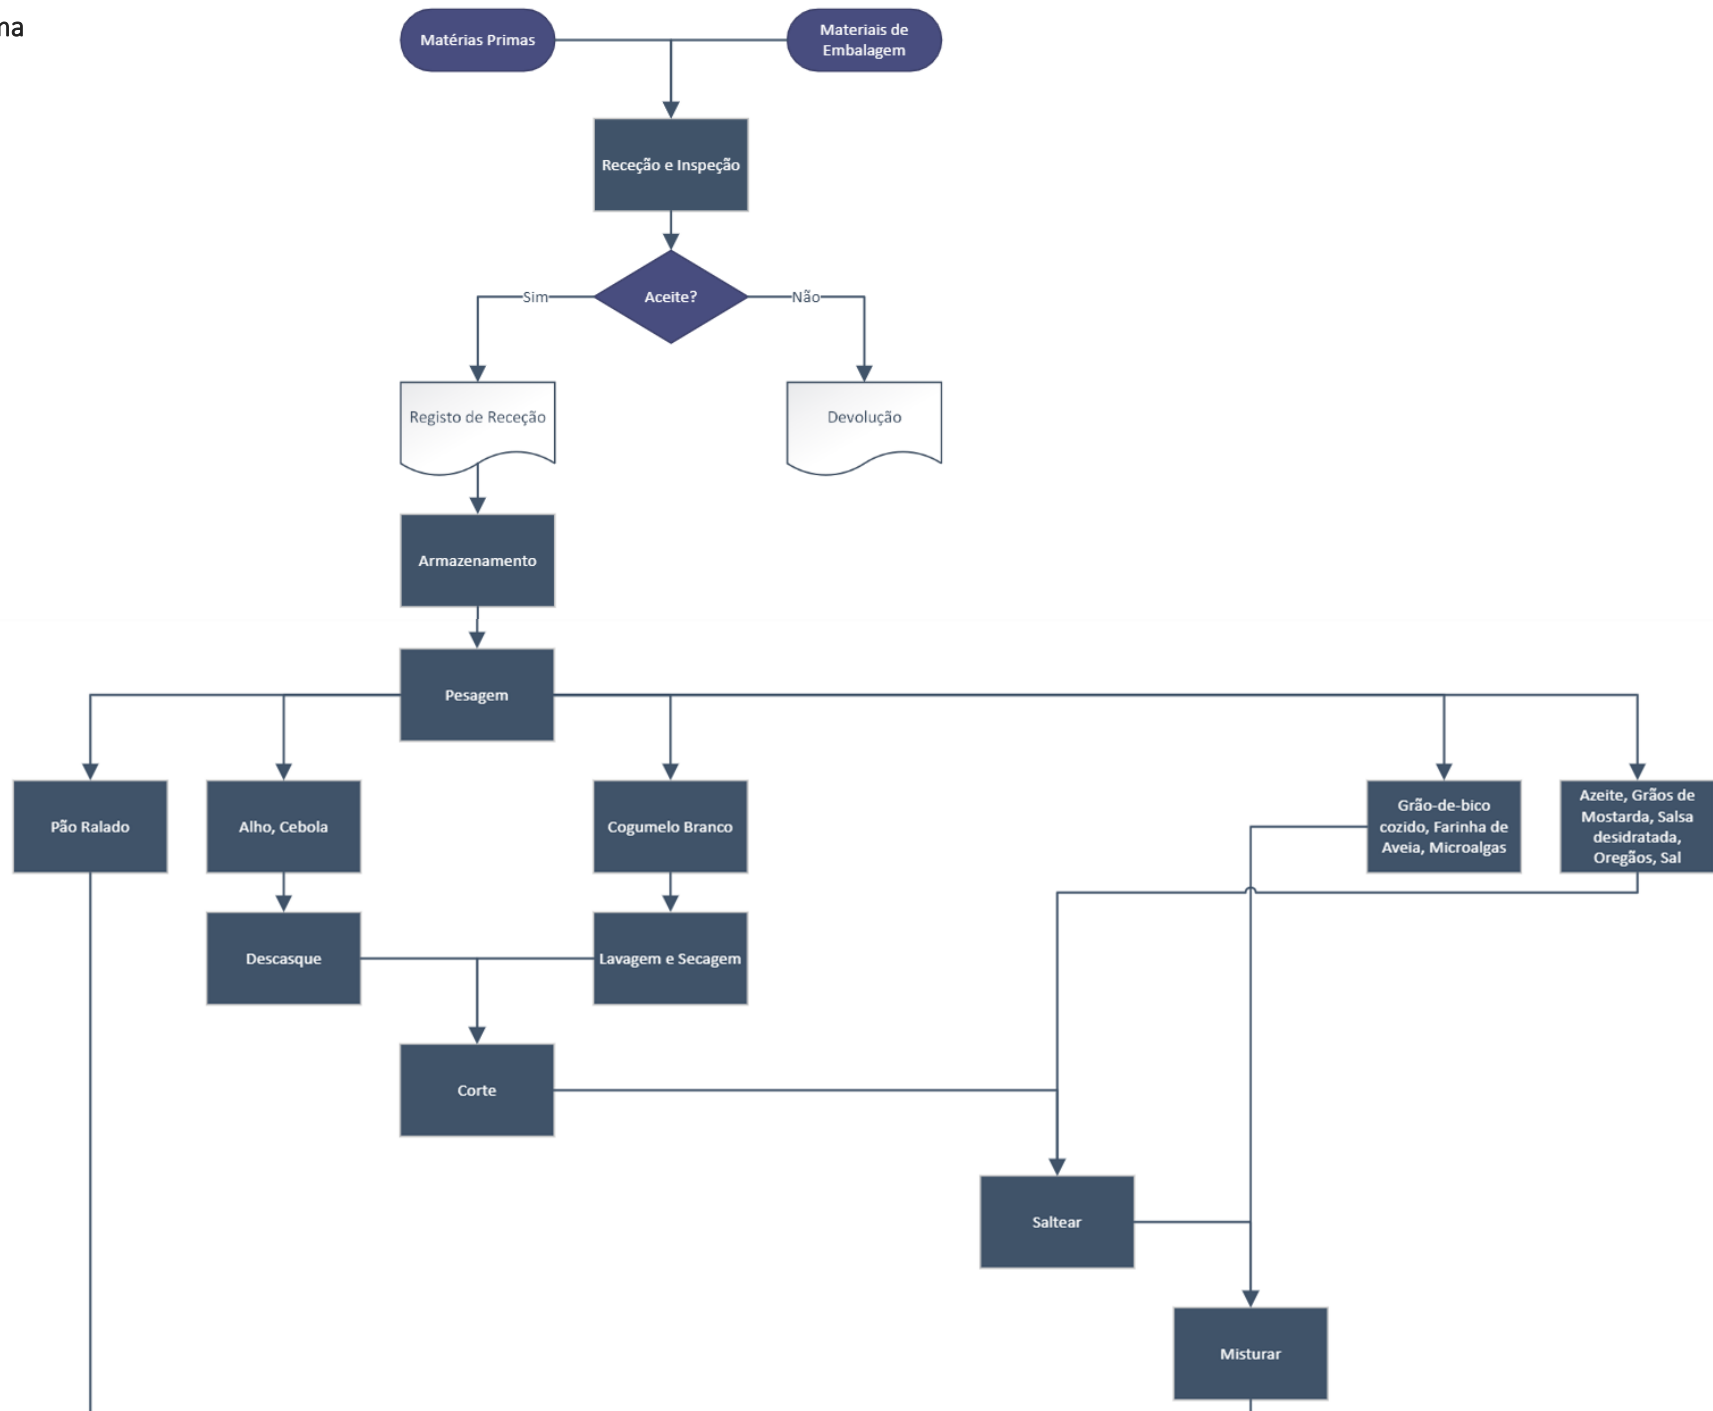 ma
Matérias Primas
Materiais de
Embalagem
Receção e Inspeção
Aceite?
Sim
Não
Registo de Receção
Devolução
Armazenamento
Pesagem
Pão Ralado
Alho, Cebola
Cogumelo Branco
Grão-de-bico
cozido, Farinha de
Aveia, Microalgas
Azeite, Grãos de
Mostarda, Salsa
desidratada,
Oregãos, Sal
Descasque
Lavagem e Secagem
Corte
Saltear
Misturar